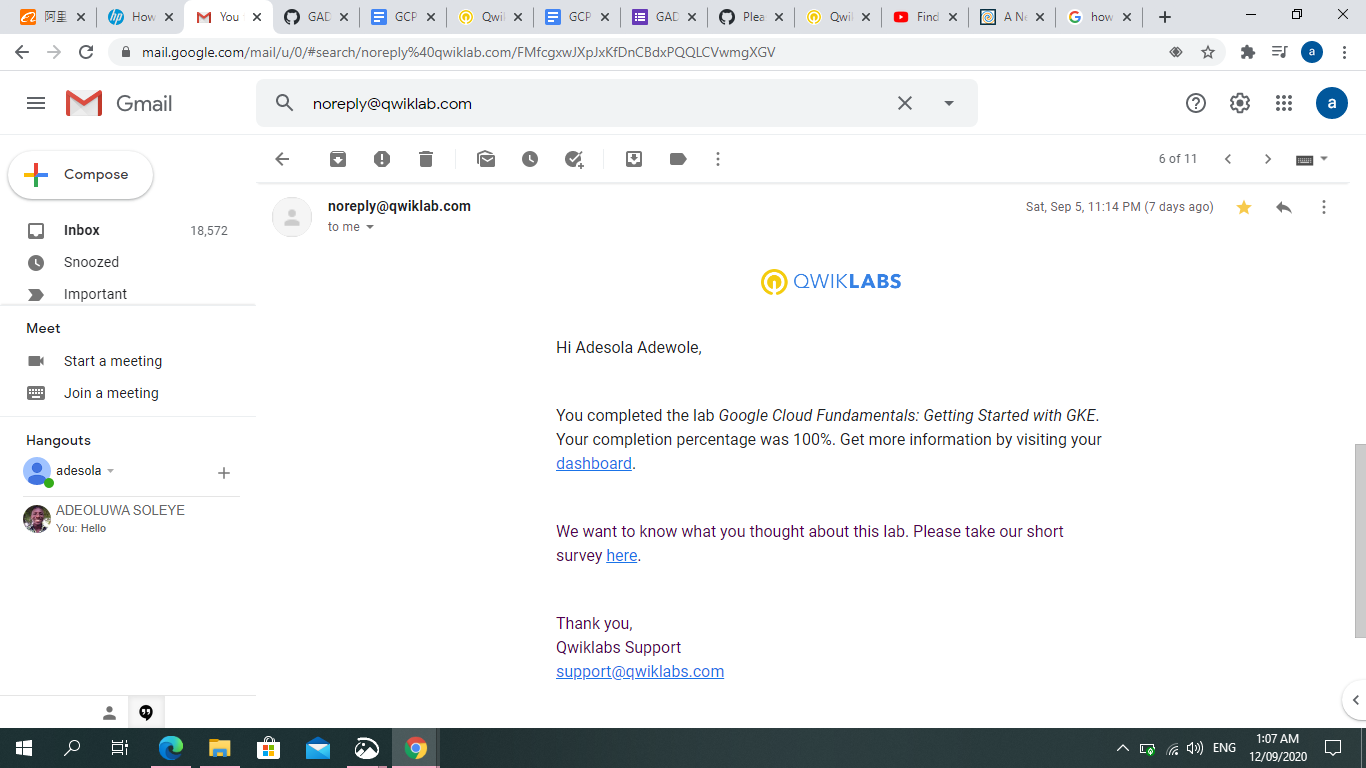 阿里
How
You
GAD
GCP
Qwi
GCP
GAD
Plea
Qwi
Find
A Ne
how
mail.google.com/mail/u/0/#search/noreply%40qwiklab.com/FMfcgxwJXpJxKfDnCBdxPQQLCVwmgXGV
a
Gmail
noreply@qwiklab.com
a
Compose
6 of 11
Inbox 18,572
Snoozed
Important
Meet
Start a meeting
Join a meeting
Hangouts
adesola
ADEOLUWA SOLEYE
You: Hello
noreply@qwiklab.com Sat, Sep 5, 11:14 PM (7 days ago)
to me
QWIKLABS
Hi Adesola Adewole,
You completed the lab Google Cloud Fundamentals: Getting Started with GKE.
Your completion percentage was 100%. Get more information by visiting your
dashboard.
We want to know what you thought about this lab. Please take our short
survey here.
Thank you,
Qwiklabs Support
support@qwiklabs.com
ENG
1:07 AM
12/09/2020